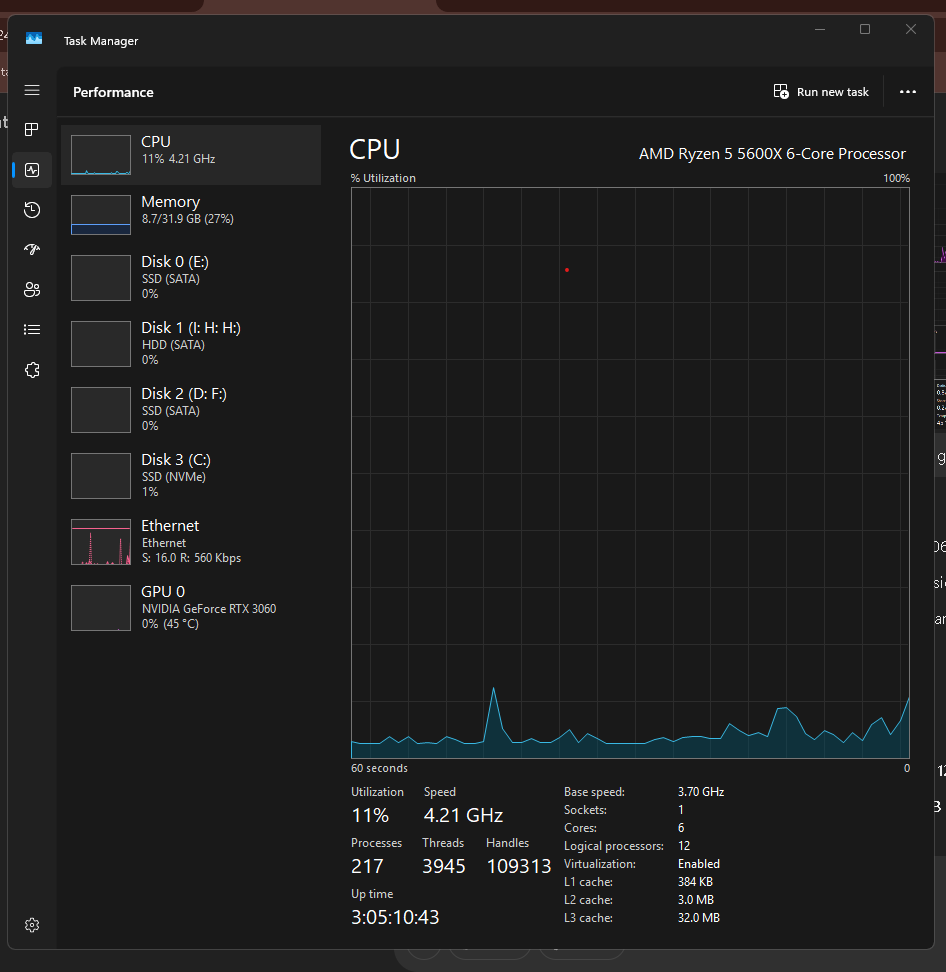 Task Manager
Performance
Run new task
CPU
11% 4.21 GHz
Memory
8.7/31.9 GB (27%)
Disk 0 (E:)
SSD (SATA)
0%
Disk 1 (I: H: H:)
HDD (SATA)
0%
Disk 2 (D: F:)
SSD (SATA)
0%
Disk 3 (C:)
SSD (NVMe)
1%
Ethernet
Ethernet
S: 16.0 R: 560 Kbps
GPU 0
NVIDIA GeForce RTX 3060
0% (45 °C)
CPU
AMD Ryzen 5 5600X 6-Core Processor
% Utilization
100%
60 seconds
0
Utilization
Speed
11%
4.21 GHz
Processes
Threads
Handles
217
3945
109313
Up time
3:05:10:43
Base speed: 3.70 GHz
Sockets: 1
Cores: 6
Logical processors: 12
Virtualization: Enabled
L1 cache: 384 KB
L2 cache: 3.0 MB
L3 cache: 32.0 MB